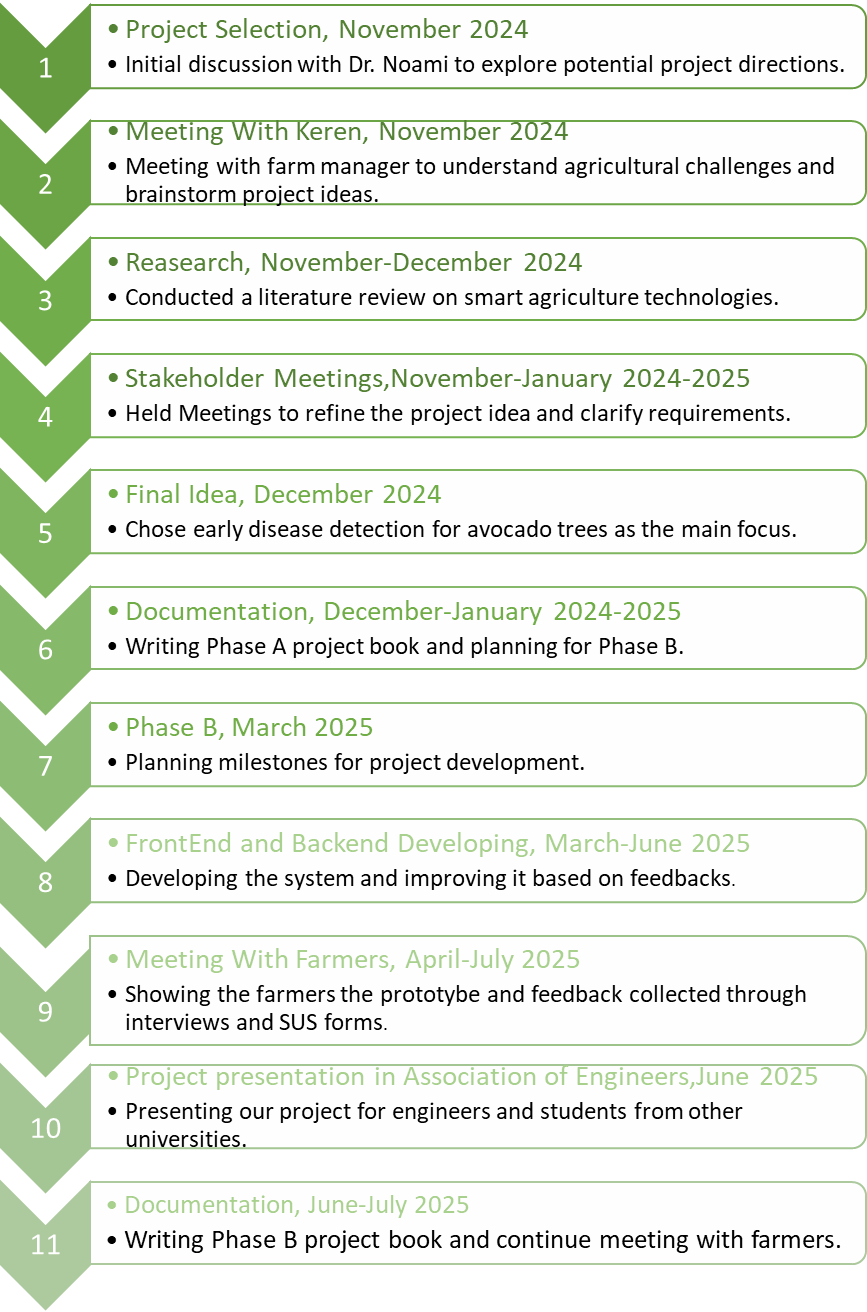 1
• Project Selection, November 2024
• Initial discussion with Dr. Noami to explore potential project directions.
2
• Meeting With Keren, November 2024
• Meeting with farm manager to understand agricultural challenges and
brainstorm project ideas.
3
• Reasearch, November-December 2024
• Conducted a literature review on smart agriculture technologies.
4
• Stakeholder Meetings,November-January 2024-2025
• Held Meetings to refine the project idea and clarify requirements.
5
• Final Idea, December 2024
• Chose early disease detection for avocado trees as the main focus.
6
• Documentation, December-January 2024-2025
• Writing Phase A project book and planning for Phase B.
7
• Phase B, March 2025
• Planning milestones for project development.
8
• FrontEnd and Backend Developing, March-June 2025
• Developing the system and improving it based on feedbacks.
9
• Meeting With Farmers, April-July 2025
• Showing the farmers the prototybe and feedback collected through
interviews and SUS forms.
10
• Project presentation in Association of Engineers,June 2025
• Presenting our project for engineers and students from other
universities.
11
• Documentation, June-July 2025
• Writing Phase B project book and continue meeting with farmers.